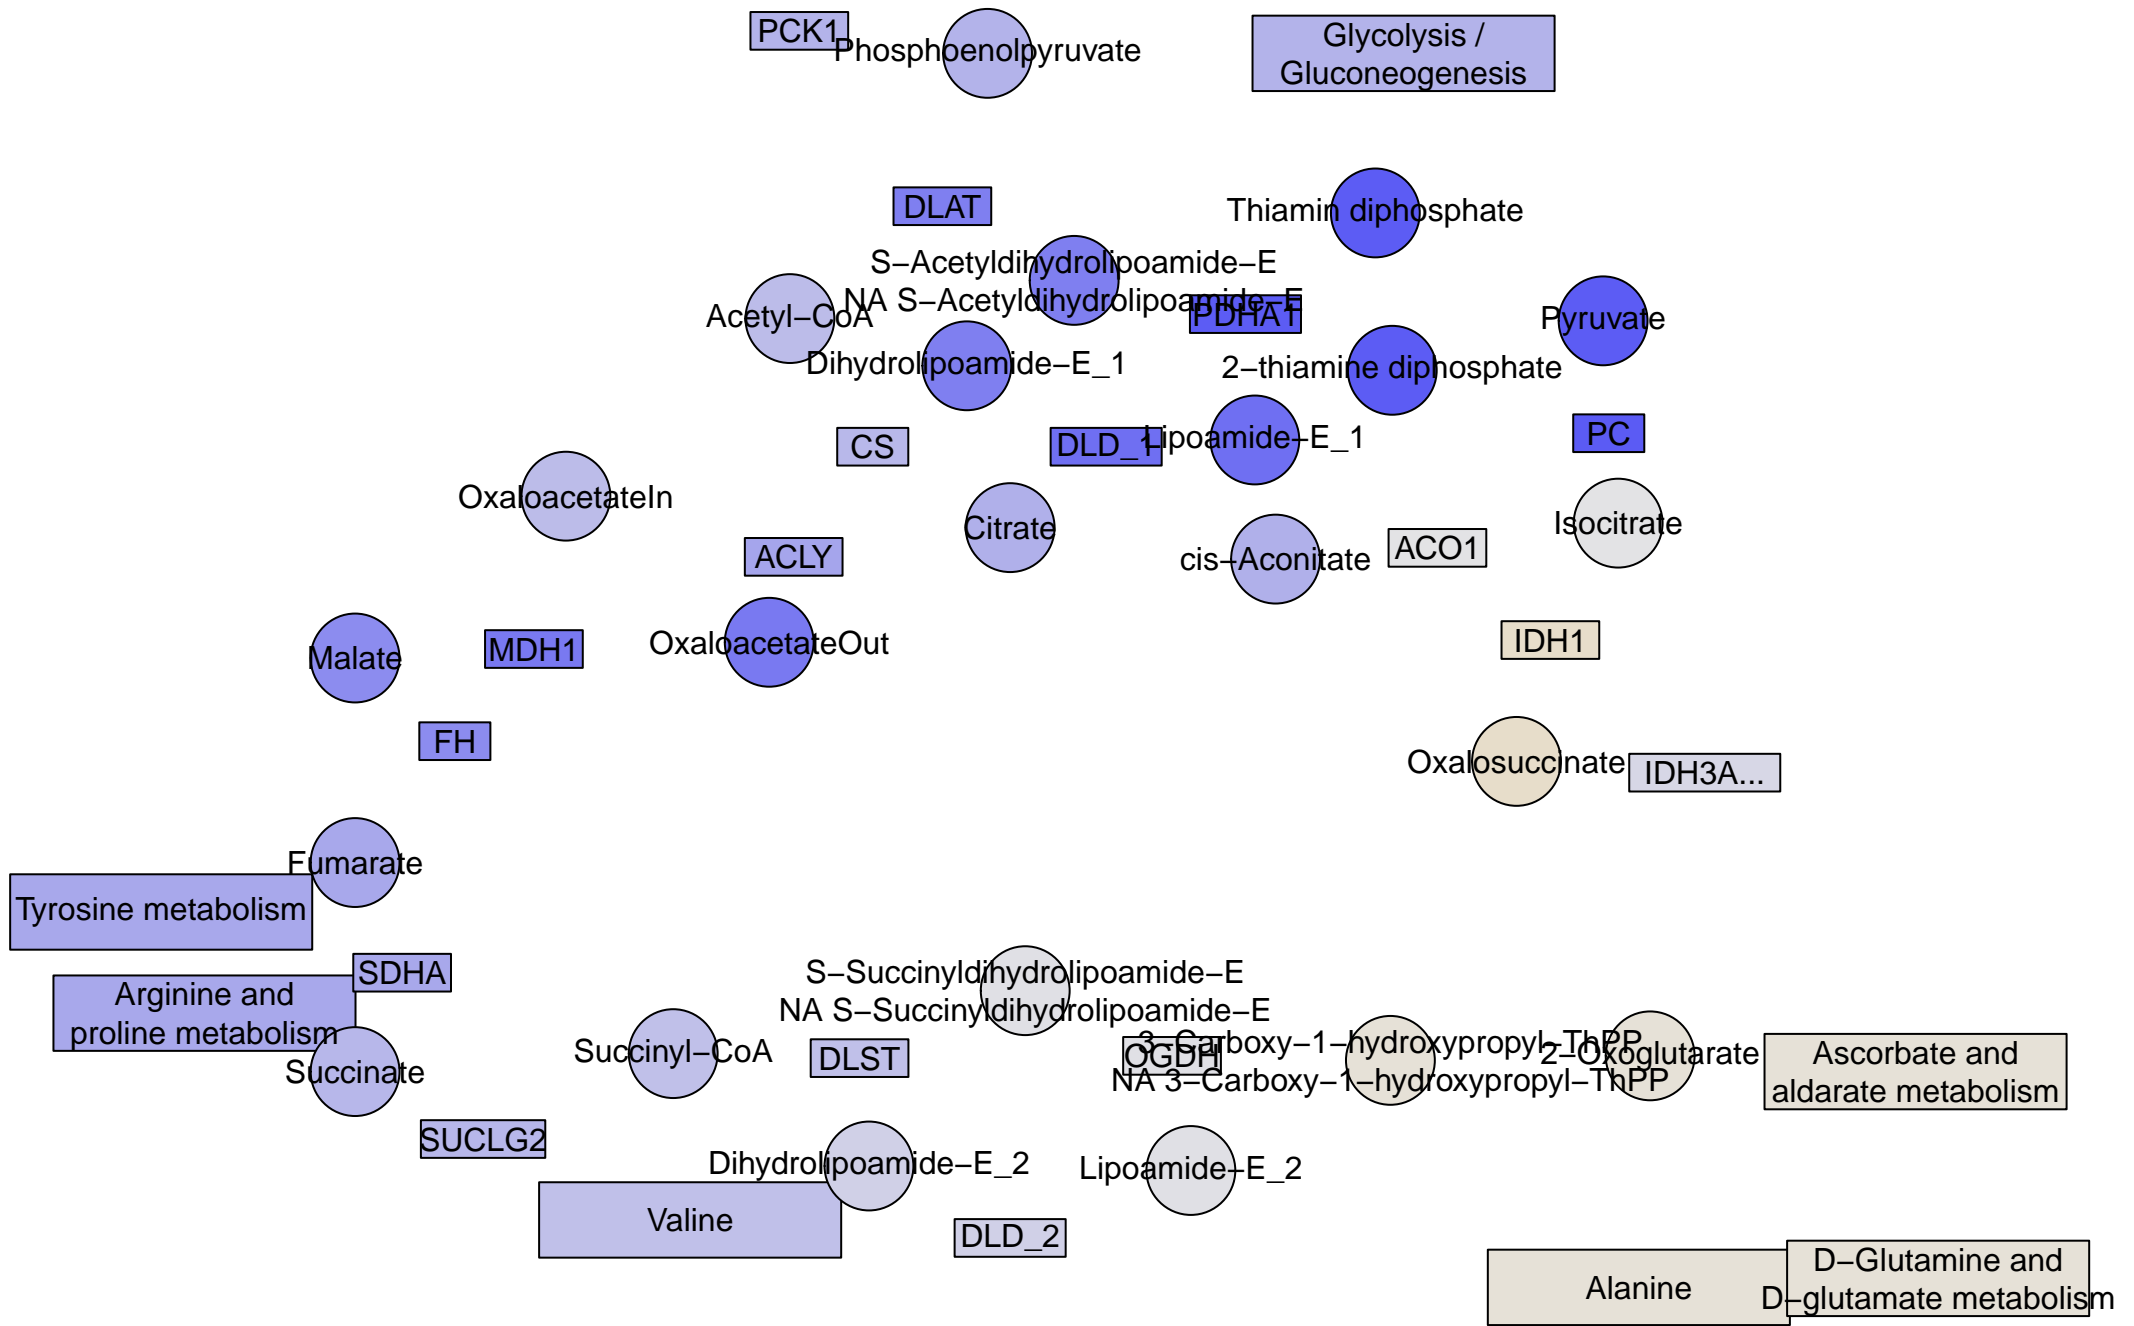 PCK1
Phosphoenolpyruvate
Glycolysis /
Gluconeogenesis
DLAT
Thiamin diphosphate
S−Acetyldihydrolipoamide−E
NA S−Acetyldihydrolipoamide−E
Acetyl−CoA
PDHA1
Pyruvate
Dihydrolipoamide−E_1
2−thiamine diphosphate
CS
DLD_1
Lipoamide−E_1
PC
OxaloacetateIn
Citrate
Isocitrate
ACLY
cis−Aconitate
ACO1
Malate
MDH1
OxaloacetateOut
IDH1
FH
Oxalosuccinate
IDH3A...
Fumarate
Tyrosine metabolism
SDHA
Arginine and
proline metabolism
Succinate
S−Succinyldihydrolipoamide−E
NA S−Succinyldihydrolipoamide−E
Succinyl−CoA
DLST
OGDH
3−Carboxy−1−hydroxypropyl−ThPP
NA 3−Carboxy−1−hydroxypropyl−ThPP
2−Oxoglutarate
Ascorbate and
aldarate metabolism
SUCLG2
Dihydrolipoamide−E_2
Lipoamide−E_2
Valine
DLD_2
Alanine
D−Glutamine and
D−glutamate metabolism